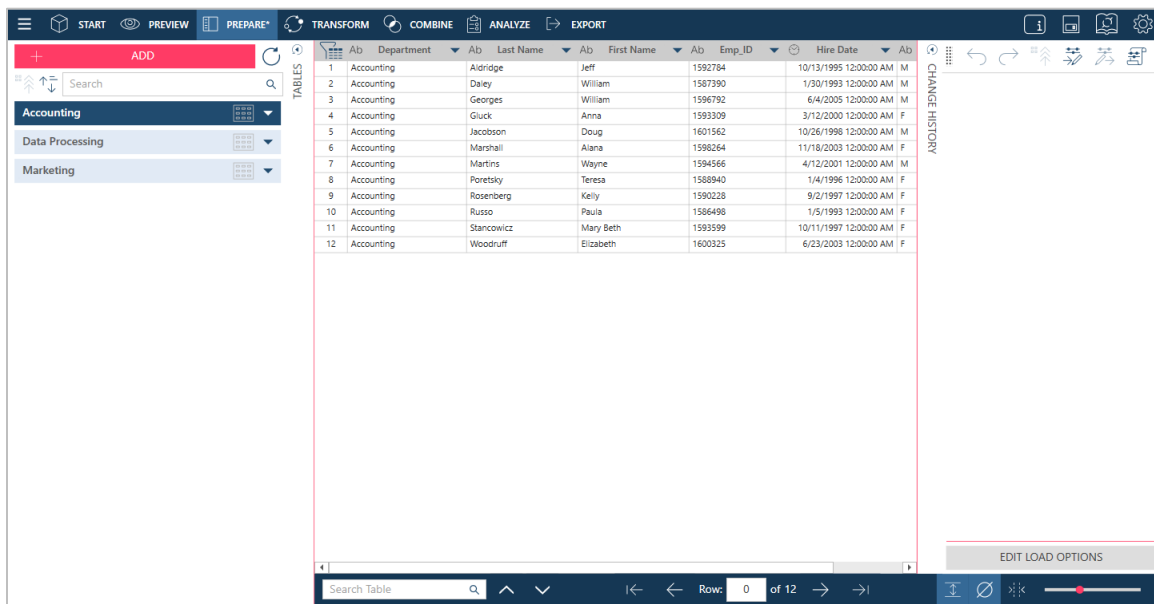 START PREVIEW PREPARE* TRANSFORM COMBINE ANALYZE EXPORT
ADD
Search
Accounting
Data Processing
Marketing
TABLES
Ab Department Ab Last Name Ab First Name Ab Emp_ID Hire Date Ab
1 Accounting Aldridge Jeff 1592784 10/13/1995 12:00:00 AM M
2 Accounting Daley William 1587390 1/30/1993 12:00:00 AM M
3 Accounting Georges William 1596792 6/4/2005 12:00:00 AM M
4 Accounting Gluck Anna 1593309 3/12/2000 12:00:00 AM F
5 Accounting Jacobson Doug 1601562 10/26/1998 12:00:00 AM M
6 Accounting Marshall Alana 1598264 11/18/2003 12:00:00 AM F
7 Accounting Martins Wayne 1594566 4/12/2001 12:00:00 AM M
8 Accounting Poretsky Teresa 1588940 1/4/1996 12:00:00 AM F
9 Accounting Rosenberg Kelly 1590228 9/2/1997 12:00:00 AM F
10 Accounting Russo Paula 1586498 1/5/1993 12:00:00 AM F
11 Accounting Stancowicz Mary Beth 1593599 10/11/1997 12:00:00 AM F
12 Accounting Woodruff Elizabeth 1600325 6/23/2003 12:00:00 AM F
CHANGE HISTORY
EDIT LOAD OPTIONS
Search Table Row: 0 of 12